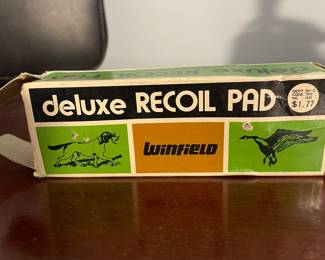 deluxe RECOIL PAD
$1.77
Winfield